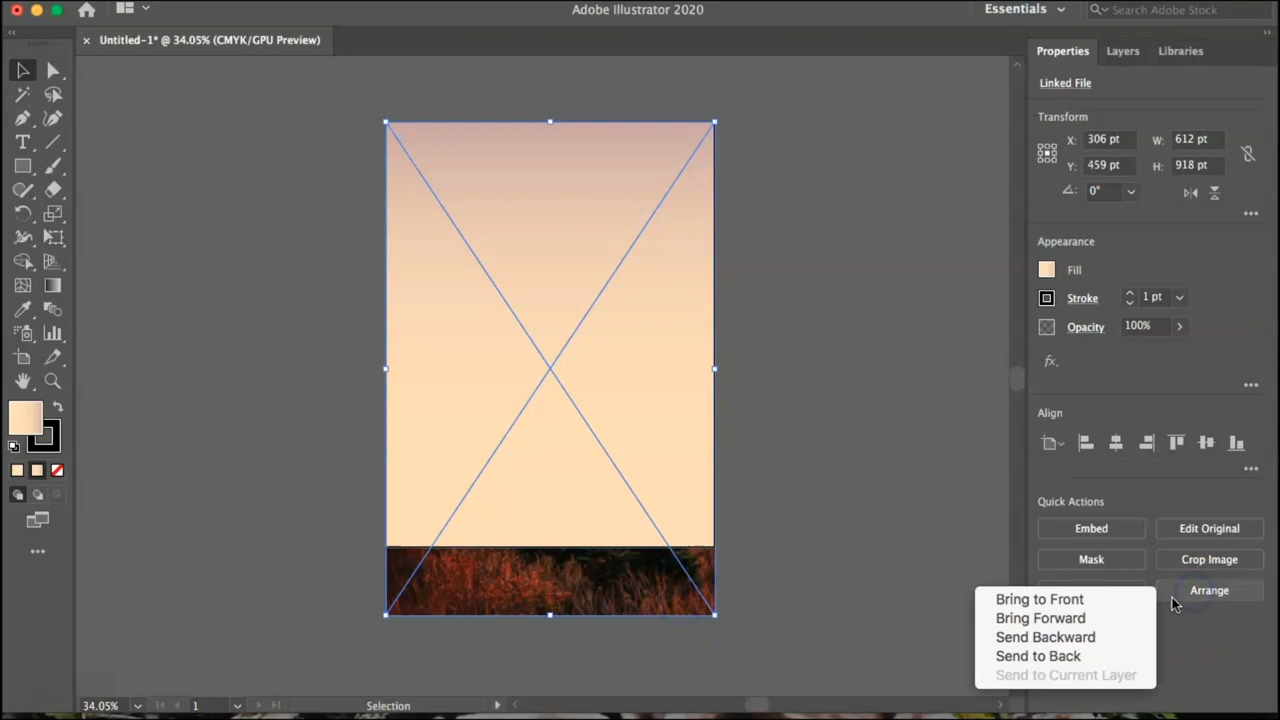 Adobe Illustrator 2020
Essentials
Search Adobe Stock
Untitled-1* @ 34.05% (CMYK/GPU Preview)
Properties
Layers
Libraries
Linked File
Transform
X: 306 pt
W: 612 pt
Y: 459 pt
H: 918 pt
0°
Appearance
Fill
Stroke
1 pt
Opacity
100%
fx.
Align
Quick Actions
Embed
Edit Original
Mask
Crop Image
Arrange
Bring to Front
Bring Forward
Send Backward
Send to Back
Send to Current Layer
34.05%
1
Selection